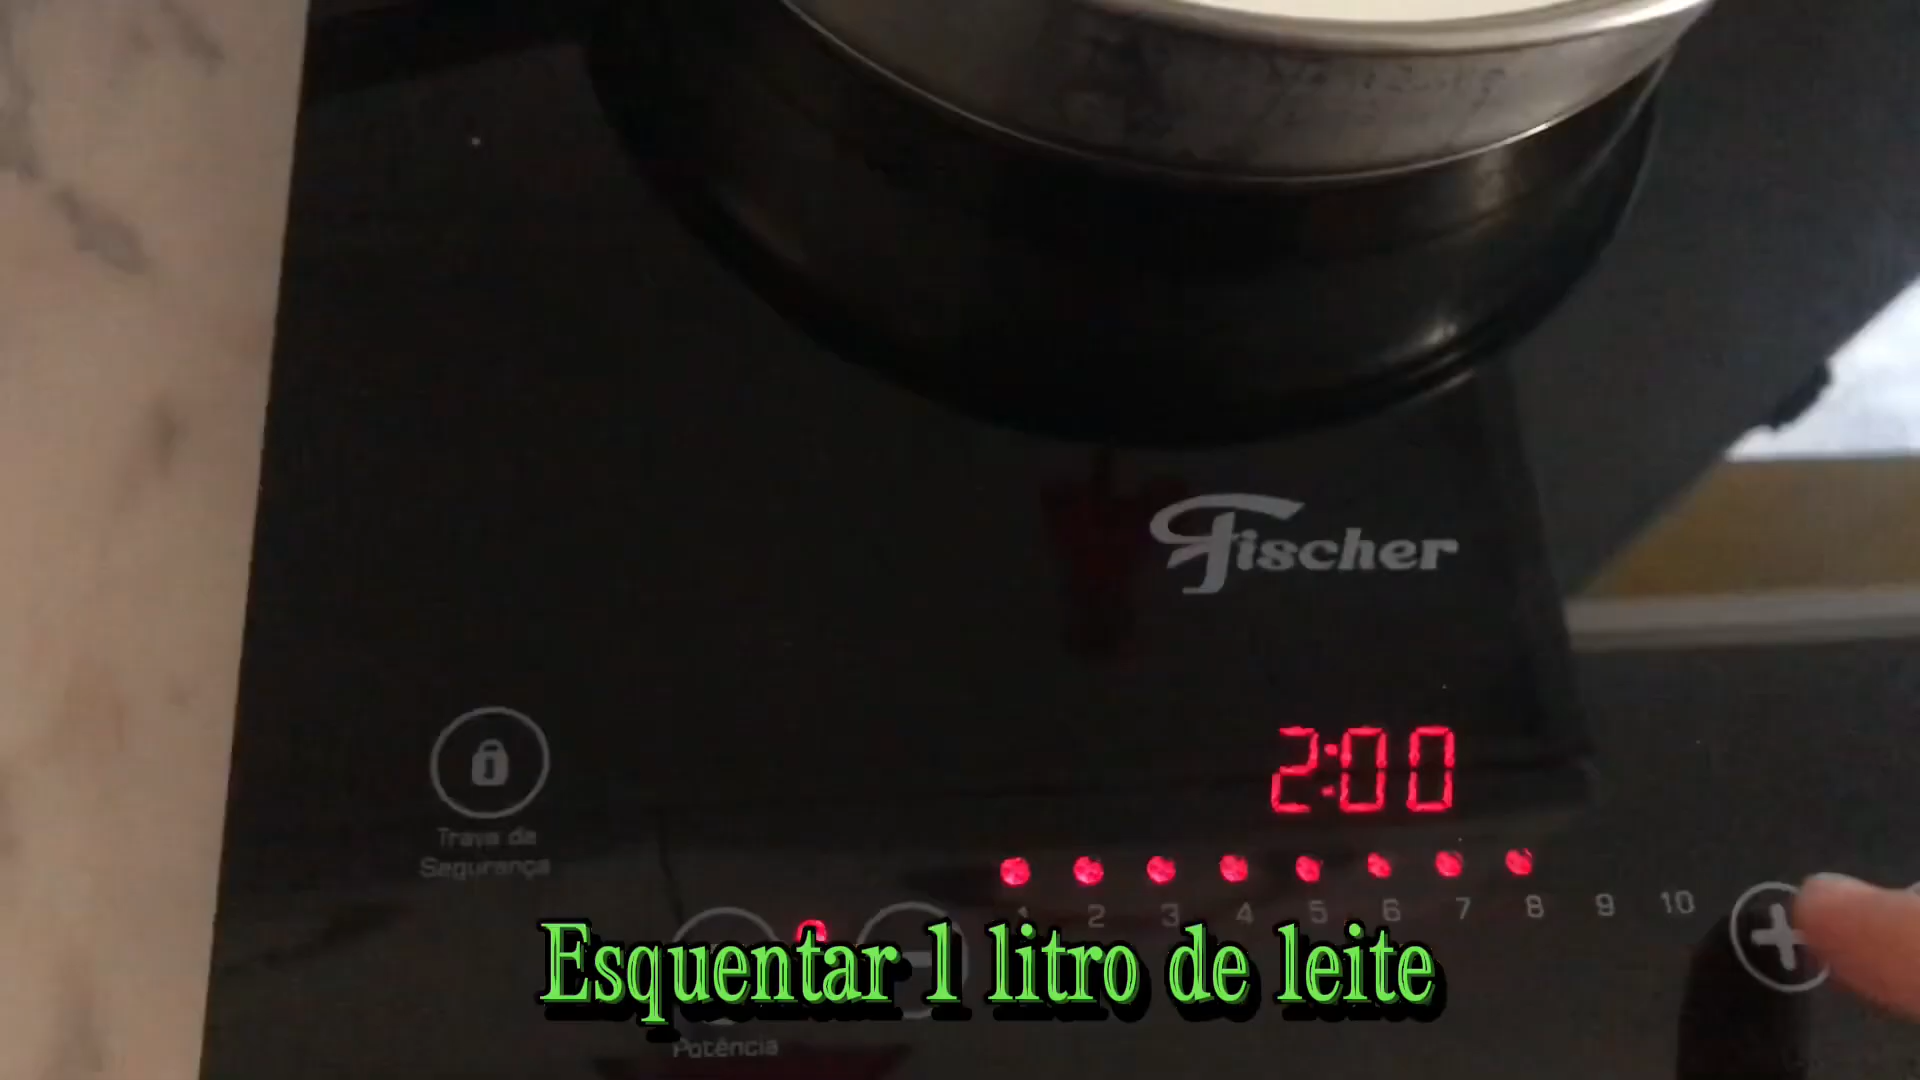 Fischer
2:00
Trava de
Segurança
1 2 3 4 5 6 7 8 9 10
Esquentar 1 litro de leite
Potência